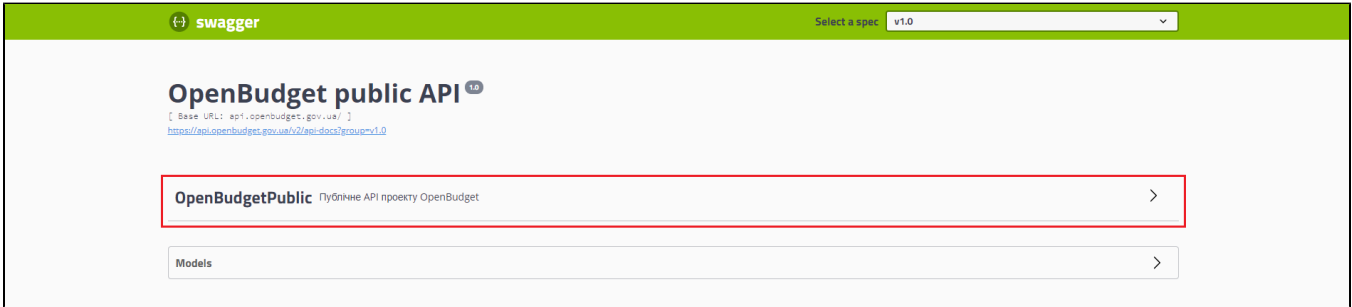 swagger
Select a spec v1.0
OpenBudget public API 1.0
[ Base URL: api.openbudget.gov.ua/ ]
https://api.openbudget.gov.ua/v2/api-docs?group=v1.0
OpenBudgetPublic Публічне API проекту OpenBudget
Models